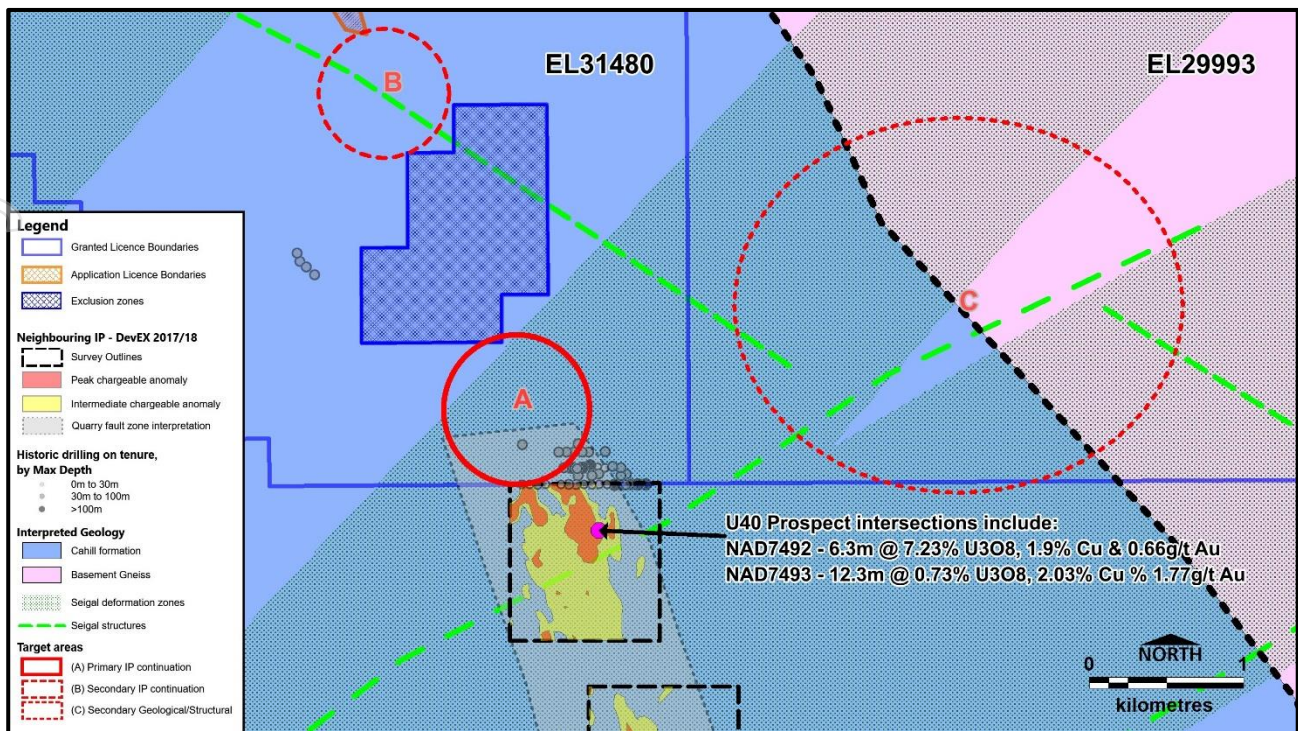 EL31480
EL29993
B
C
A
Legend
Granted Licence Boundaries
Application Licence Bondaries
Exclusion zones
Neighbouring IP - DevEX 2017/18
Survey Outlines
Peak chargeable anomaly
Intermediate chargeable anomaly
Quarry fault zone interpretation
Historic drilling on tenure,
by Max Depth
0m to 30m
30m to 100m
>100m
Interpreted Geology
Cahill formation
Basement Gneiss
Seigal deformation zones
Seigal structures
Target areas
(A) Primary IP continuation
(B) Secondary IP continuation
(C) Secondary Geological/Structural
U40 Prospect intersections include:
NAD7492 - 6.3m @ 7.23% U3O8, 1.9% Cu & 0.66g/t Au
NAD7493 - 12.3m @ 0.73% U3O8, 2.03% Cu % 1.77g/t Au
NORTH
0 1
kilometres